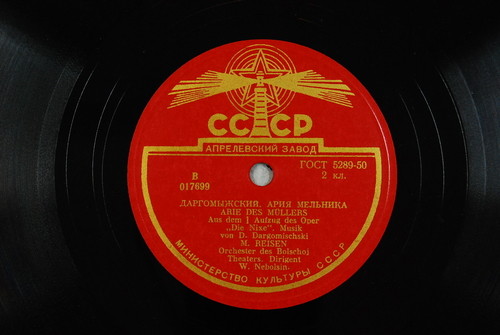 СССР
АПРЕЛЕВСКИЙ ЗАВОД
ГОСТ 5289-50
В
2 кл.
017699
ДАРГОМЫЖСКИЙ, АРИЯ МЕЛЬНИКА
ARIE DES MÜLLERS
Aus dem I Aufzug des Oper
„Die Nixe". Musik
von D. Dargomischski
M. REISEN
Orchester des Bolschoj
Theaters. Dirigent
W. Nebolsin.
МИНИСТЕРСТВО КУЛЬТУРЫ СССР